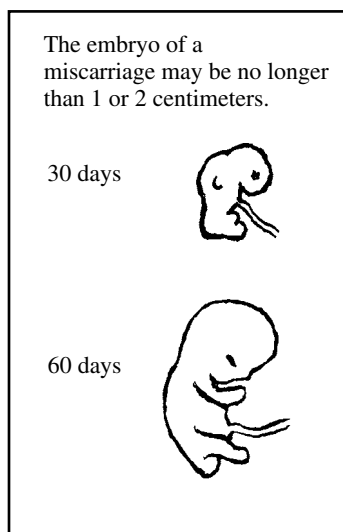 The embryo of a
miscarriage may be no longer
than 1 or 2 centimeters.
30 days
60 days